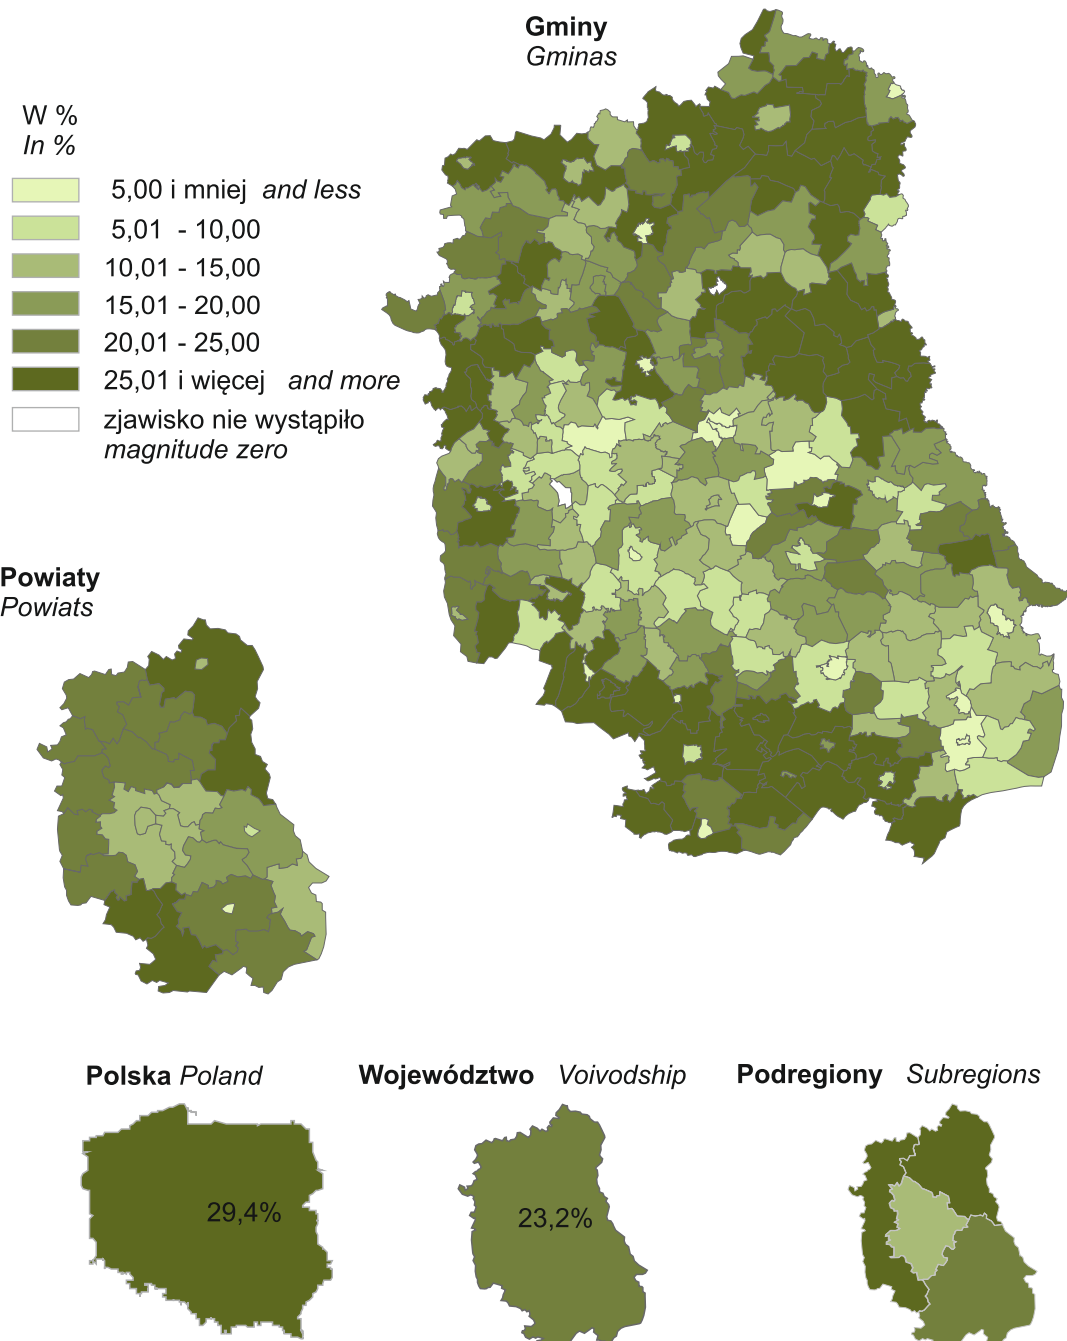 Gminy
Gminas
W %
In %
5,00 i mniej and less
5,01 - 10,00
10,01 - 15,00
15,01 - 20,00
20,01 - 25,00
25,01 i więcej and more
zjawisko nie wystąpiło
magnitude zero
Powiaty
Powiats
Polska Poland
Województwo Voivodship
Podregiony Subregions
29,4%
23,2%